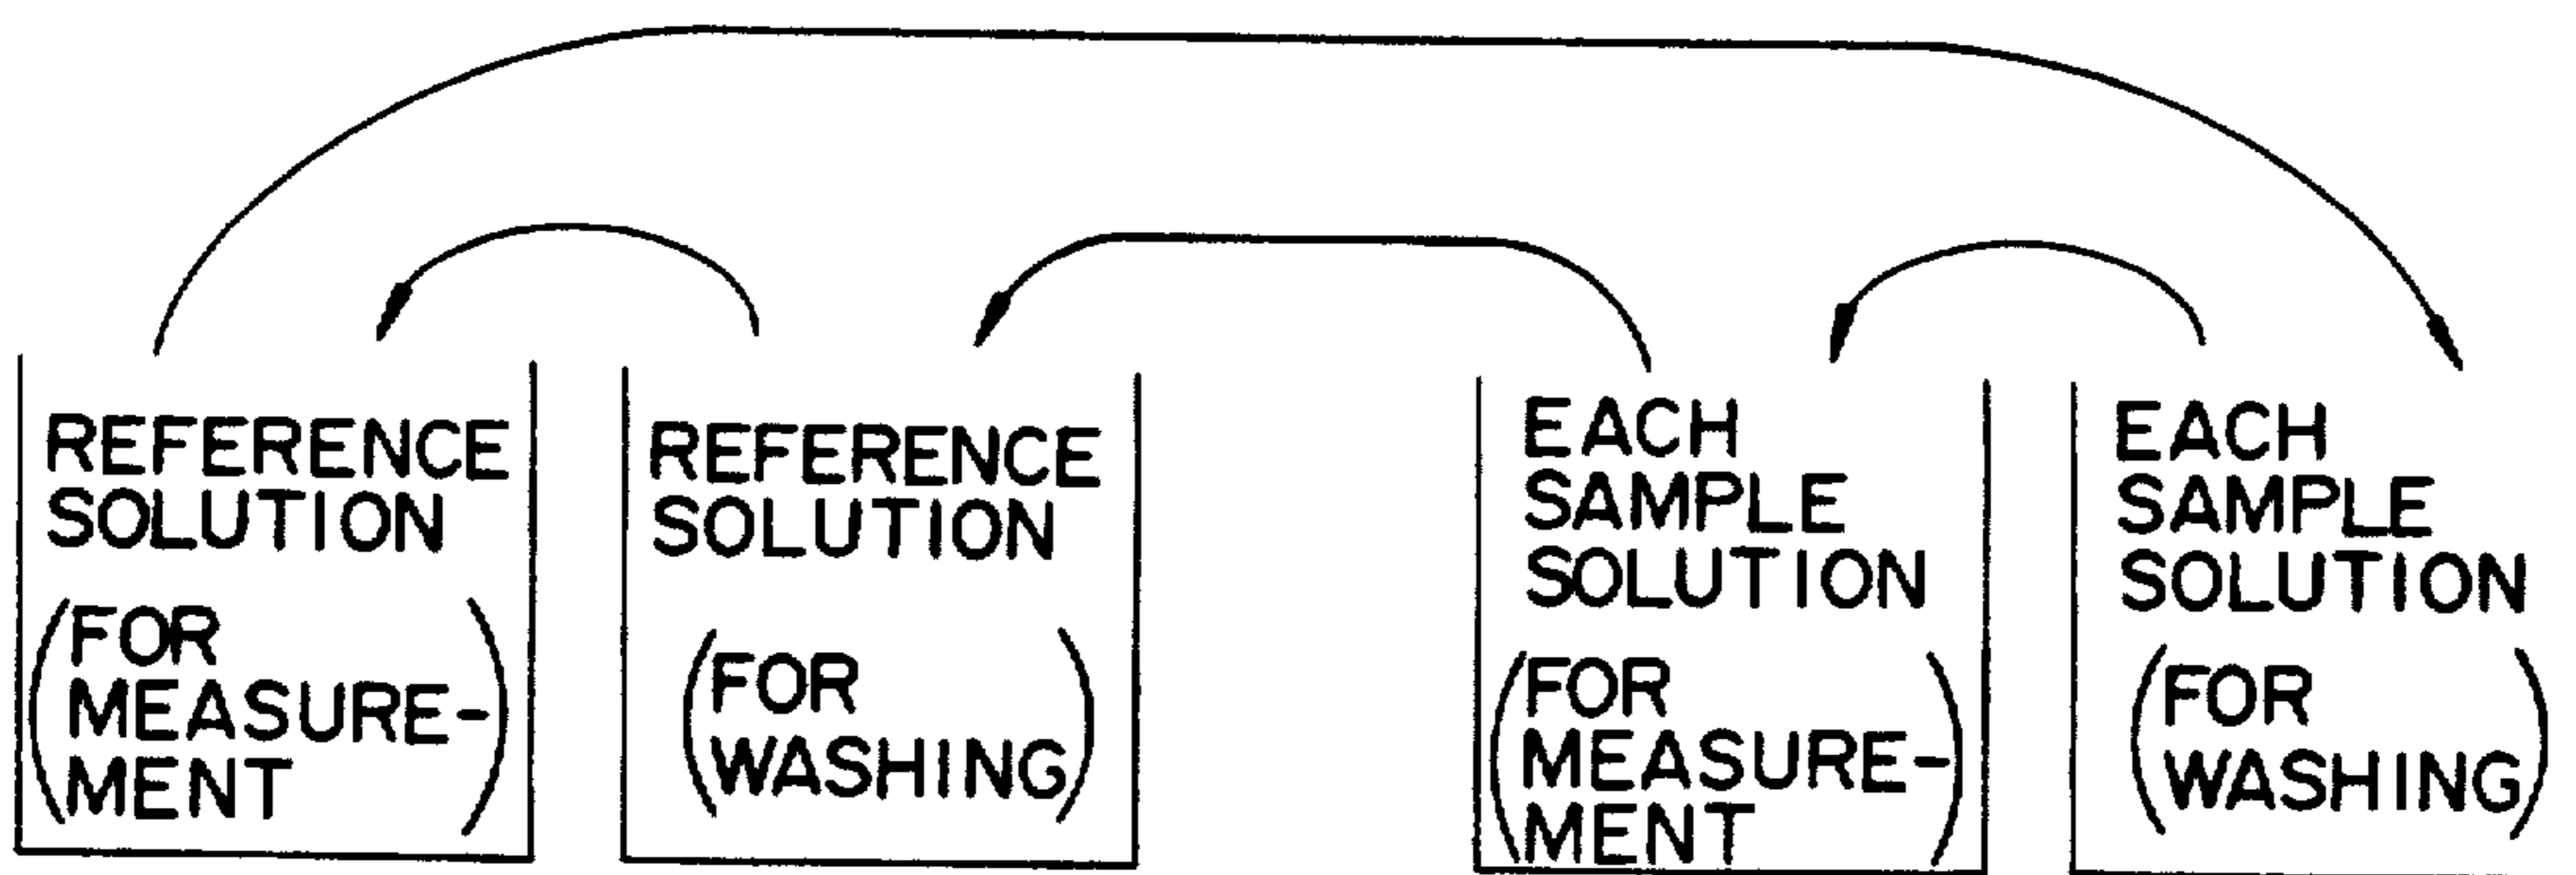 REFERENCE
SOLUTION
(FOR
MEASURE-
MENT)
REFERENCE
SOLUTION
(FOR
WASHING)
EACH
SAMPLE
SOLUTION
(FOR
MEASURE-
MENT)
EACH
SAMPLE
SOLUTION
(FOR
WASHING)